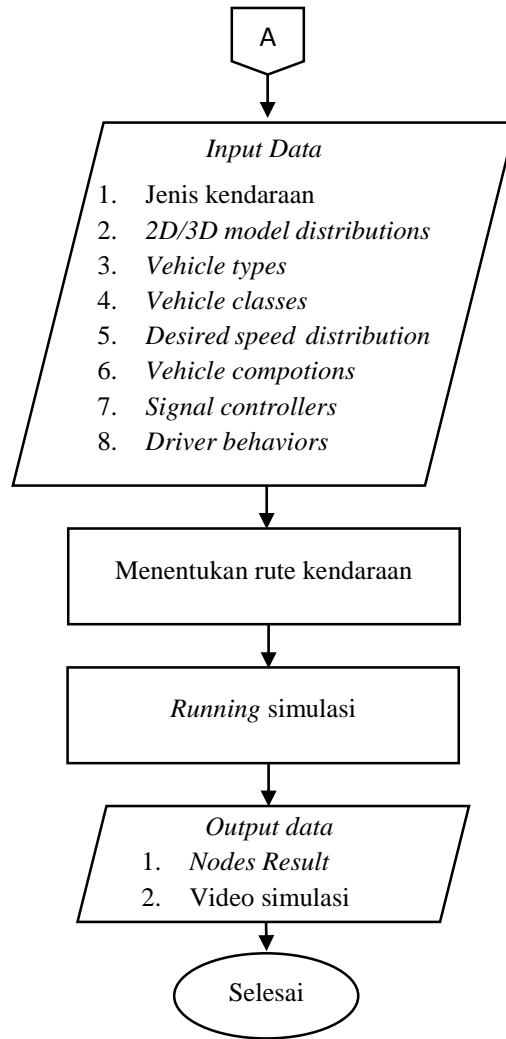 A
Input Data
1. Jenis kendaraan
2. 2D/3D model distributions
3. Vehicle types
4. Vehicle classes
5. Desired speed distribution
6. Vehicle compotions
7. Signal controllers
8. Driver behaviors
Menentukan rute kendaraan
Running simulasi
Output data
1. Nodes Result
2. Video simulasi
Selesai